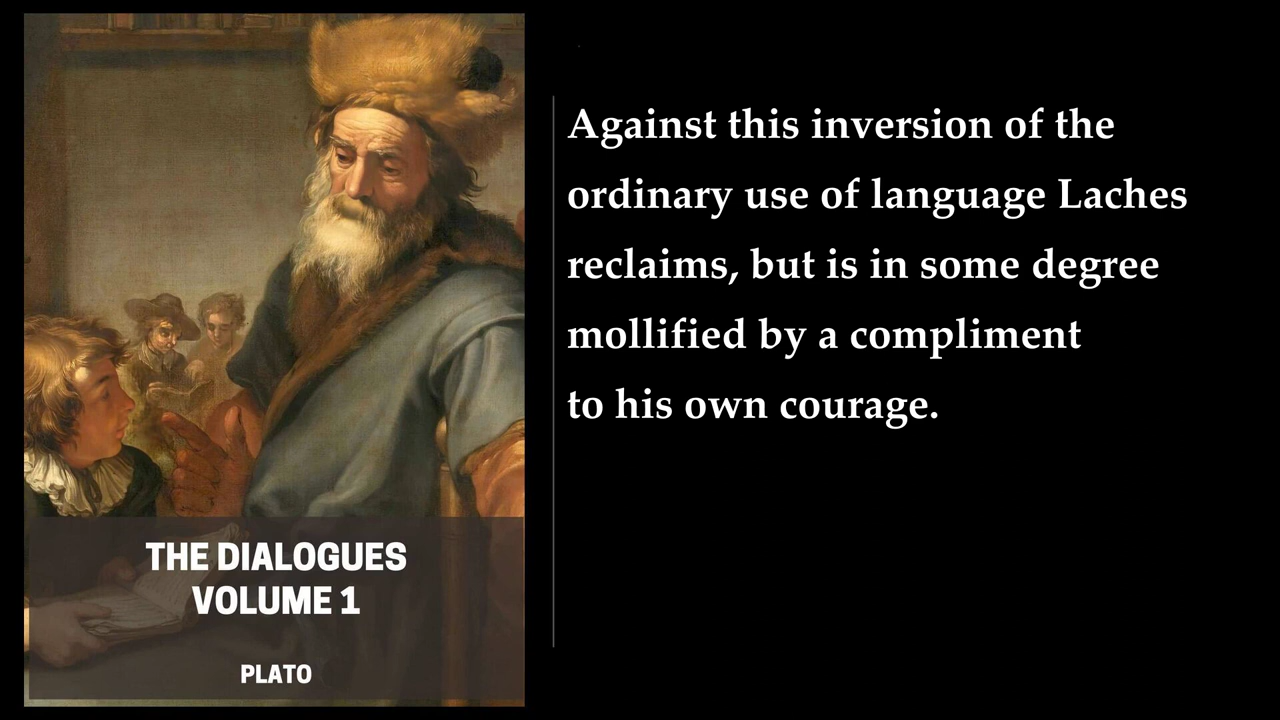 THE DIALOGUES
VOLUME 1
PLATO
Against this inversion of the
ordinary use of language Laches
reclaims, but is in some degree
mollified by a compliment
to his own courage.